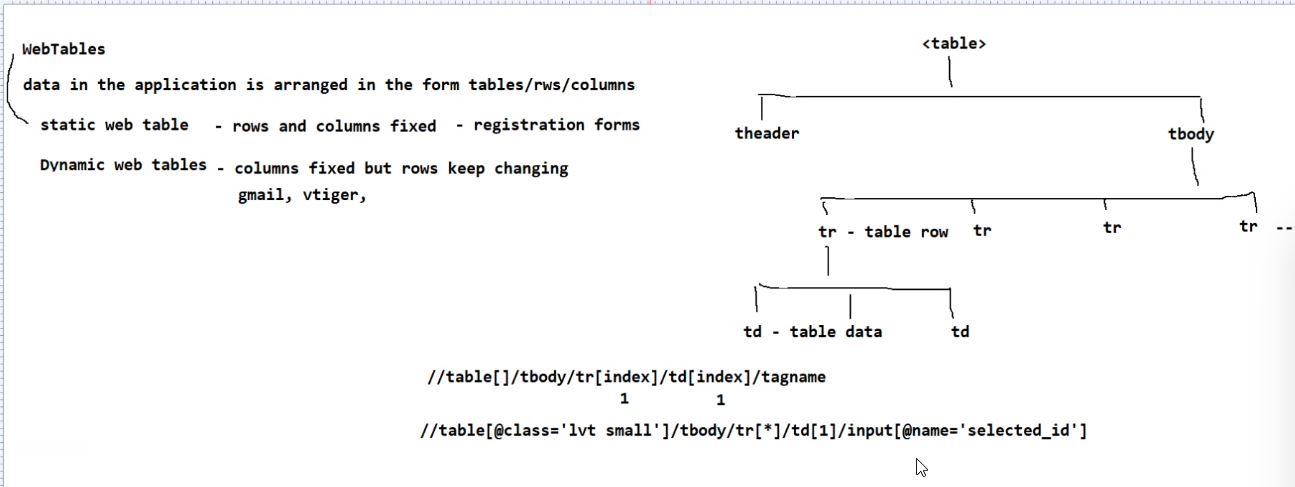 WebTables
data in the application is arranged in the form tables/rws/columns
static web table - rows and columns fixed - registration forms
Dynamic web tables - columns fixed but rows keep changing
gmail, vtiger,
<table>
theader tbody
tr - table row tr tr tr --
td - table data td
//table[]/tbody/tr[index]/td[index]/tagname
1 1
//table[@class='lvt small']/tbody/tr[*]/td[1]/input[@name='selected_id']